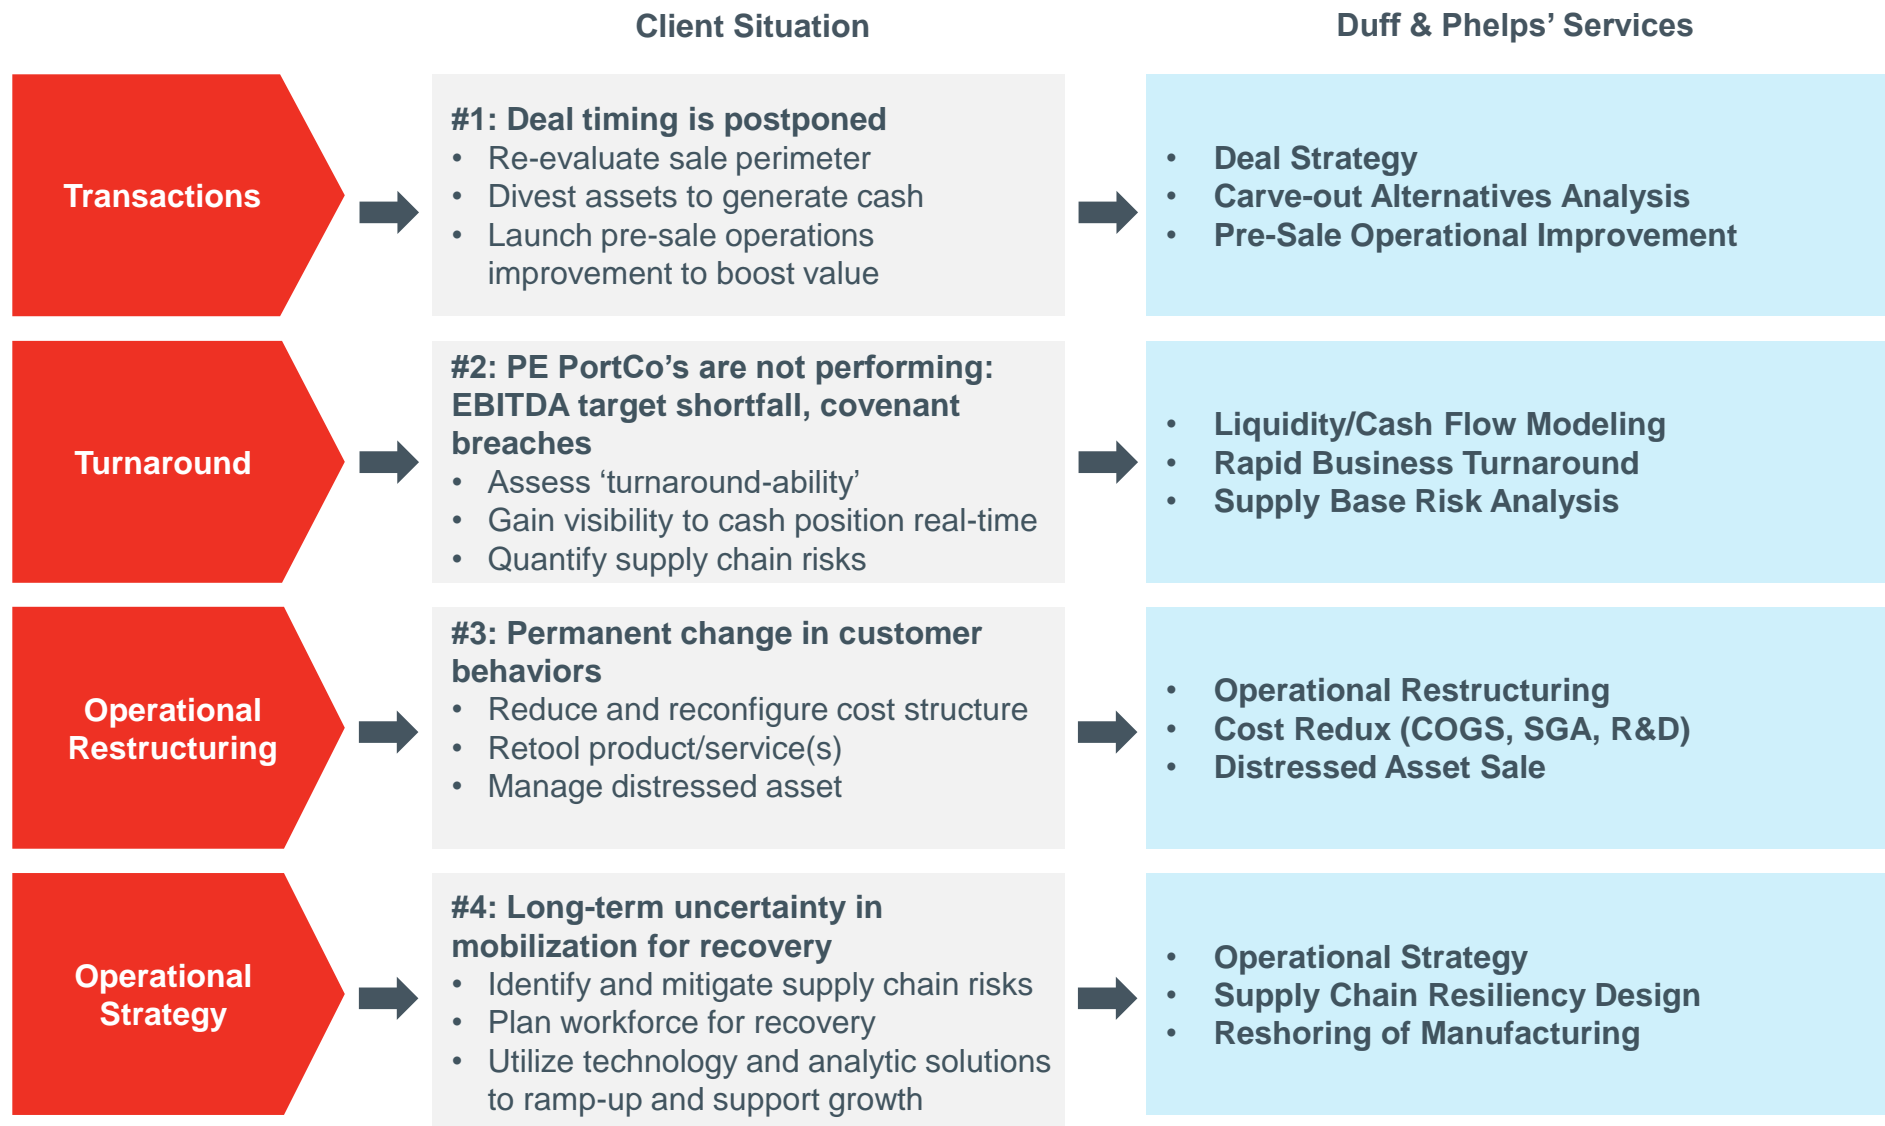 Client Situation
Duff & Phelps’ Services
Transactions
#1: Deal timing is postponed
• Re-evaluate sale perimeter
• Divest assets to generate cash
• Launch pre-sale operations
improvement to boost value
• Deal Strategy
• Carve-out Alternatives Analysis
• Pre-Sale Operational Improvement
Turnaround
#2: PE PortCo’s are not performing:
EBITDA target shortfall, covenant
breaches
• Assess ‘turnaround-ability’
• Gain visibility to cash position real-time
• Quantify supply chain risks
• Liquidity/Cash Flow Modeling
• Rapid Business Turnaround
• Supply Base Risk Analysis
Operational
Restructuring
#3: Permanent change in customer
behaviors
• Reduce and reconfigure cost structure
• Retool product/service(s)
• Manage distressed asset
• Operational Restructuring
• Cost Redux (COGS, SGA, R&D)
• Distressed Asset Sale
Operational
Strategy
#4: Long-term uncertainty in
mobilization for recovery
• Identify and mitigate supply chain risks
• Plan workforce for recovery
• Utilize technology and analytic solutions
to ramp-up and support growth
• Operational Strategy
• Supply Chain Resiliency Design
• Reshoring of Manufacturing